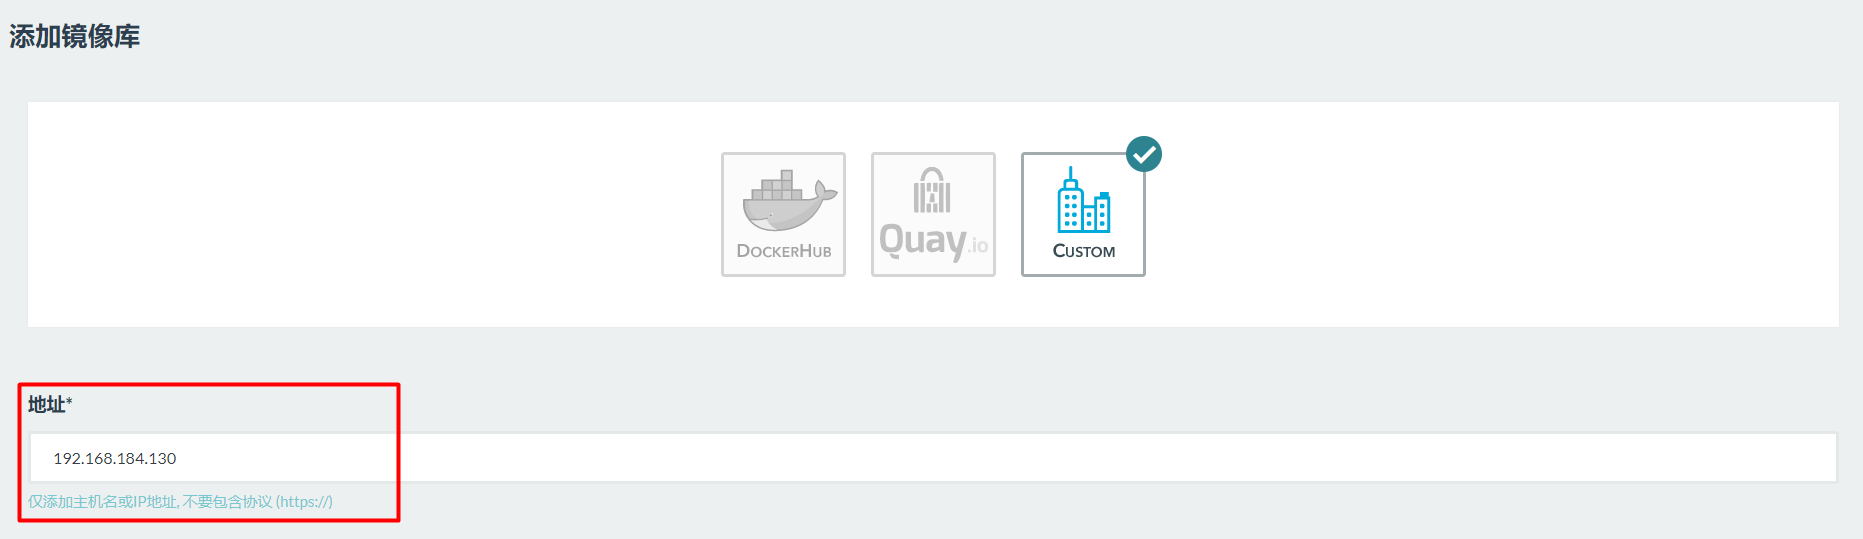 添加镜像库
DOCKERHUB
Quay.io
CUSTOM
地址*
192.168.184.130
仅添加主机名或IP地址, 不要包含协议 (https://)